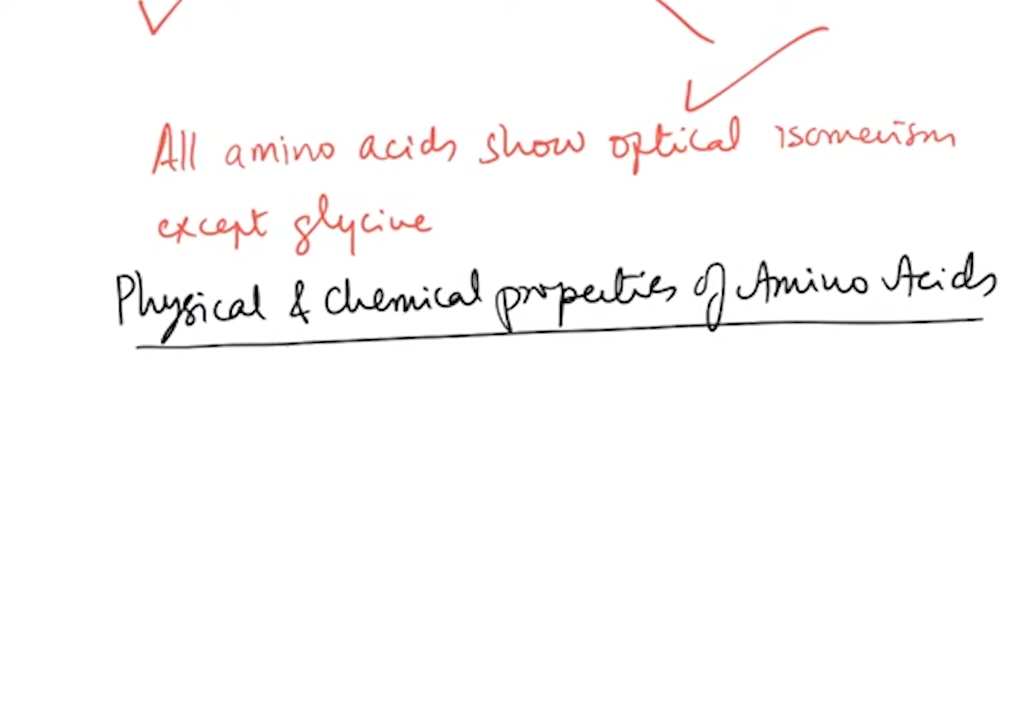 All amino acids show optical isomerism
except glycine
Physical & chemical properties of Amino Acids